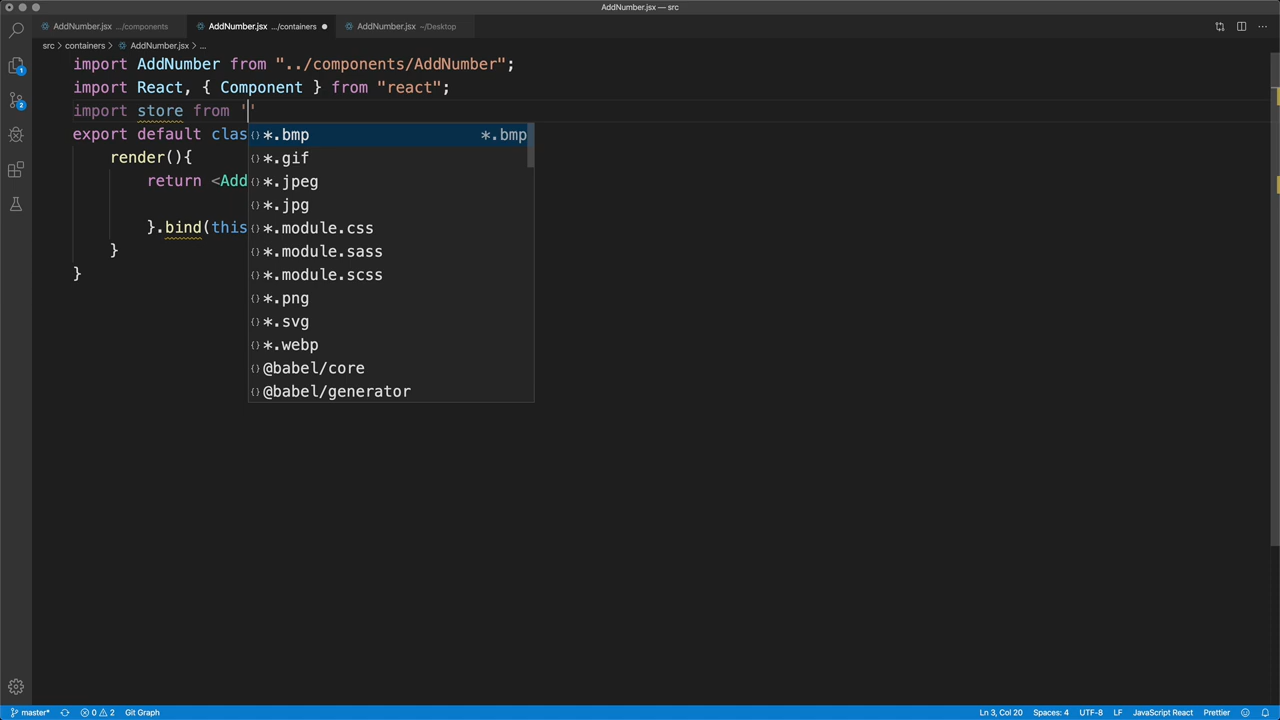 AddNumber.jsx — src
AddNumber.jsx .../components
AddNumber.jsx .../containers
AddNumber.jsx ~/Desktop
src > containers > AddNumber.jsx > ...
import AddNumber from "../components/AddNumber";
import React, { Component } from "react";
import store from ''
export default clas
*.bmp *.bmp
render(){
*.gif
return <Add
*.jpeg
*.jpg
}.bind(this
*.module.css
}
*.module.sass
}
*.module.scss
*.png
*.svg
*.webp
@babel/core
@babel/generator
1
2
master* 0 2 Git Graph Ln 3, Col 20 Spaces: 4 UTF-8 LF JavaScript React Prettier